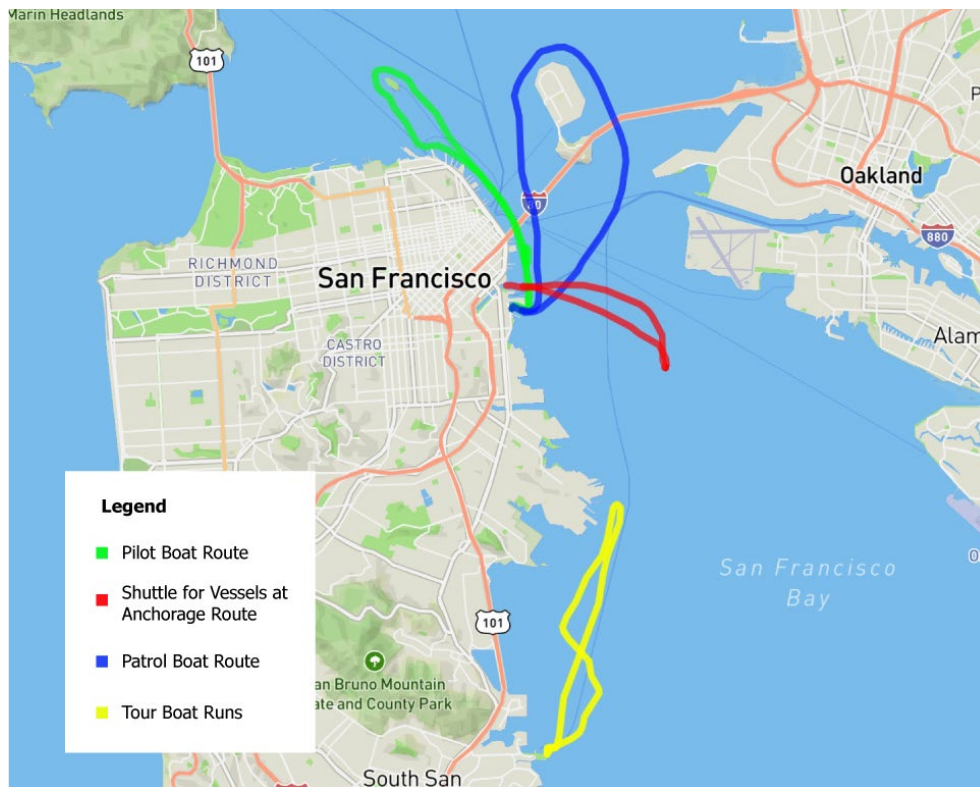 Marin Headlands
101
80
Oakland
880
RICHMOND
DISTRICT
San Francisco
CASTRO
DISTRICT
Alam
Legend
Pilot Boat Route
Shuttle for Vessels at
Anchorage Route
Patrol Boat Route
Tour Boat Runs
San Francisco
Bay
101
an Bruno Mountain
ate and County Park
South San